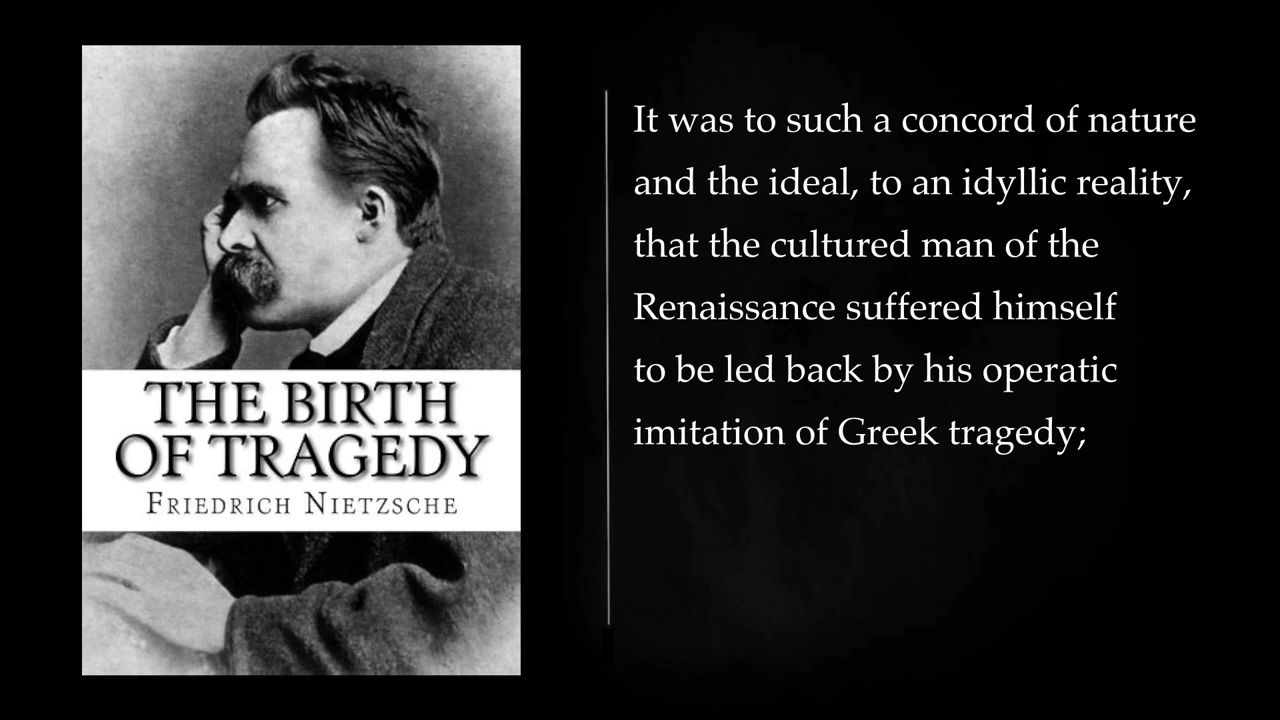 THE BIRTH
OF TRAGEDY
FRIEDRICH NIETZSCHE
It was to such a concord of nature
and the ideal, to an idyllic reality,
that the cultured man of the
Renaissance suffered himself
to be led back by his operatic
imitation of Greek tragedy;